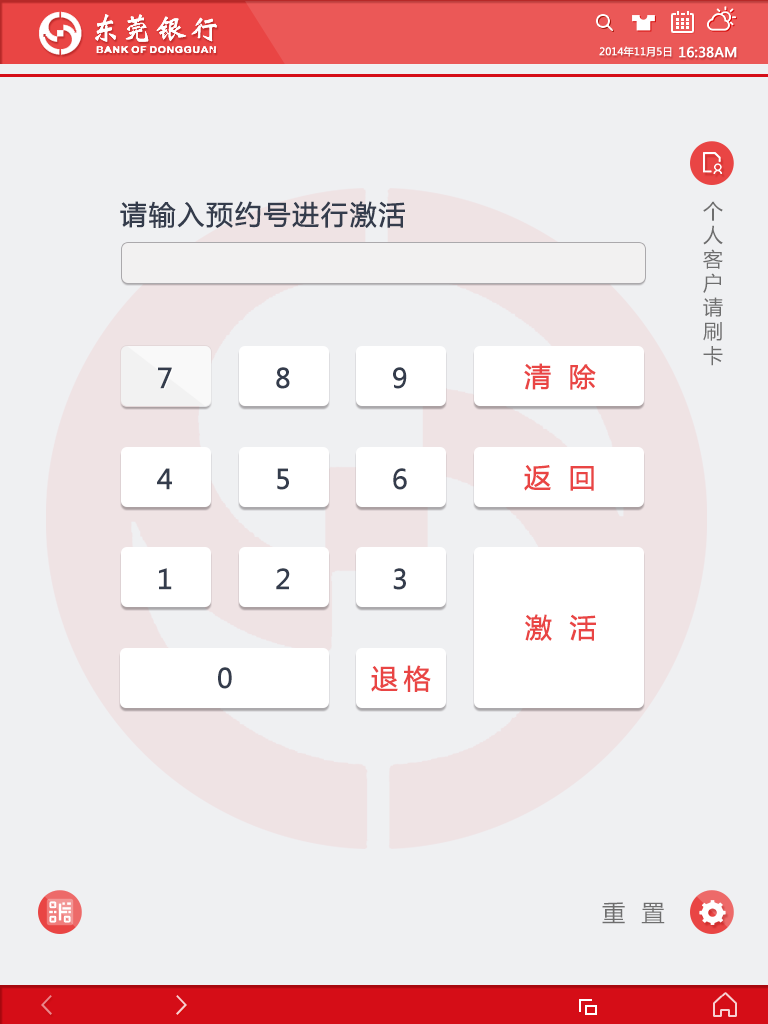 东莞银行
BANK OF DONGGUAN
2014年11月5日 16:38AM
请输入预约号进行激活
个人客户请刷卡
7 8 9 清除
4 5 6 返回
1 2 3 激活
0 退格
重置